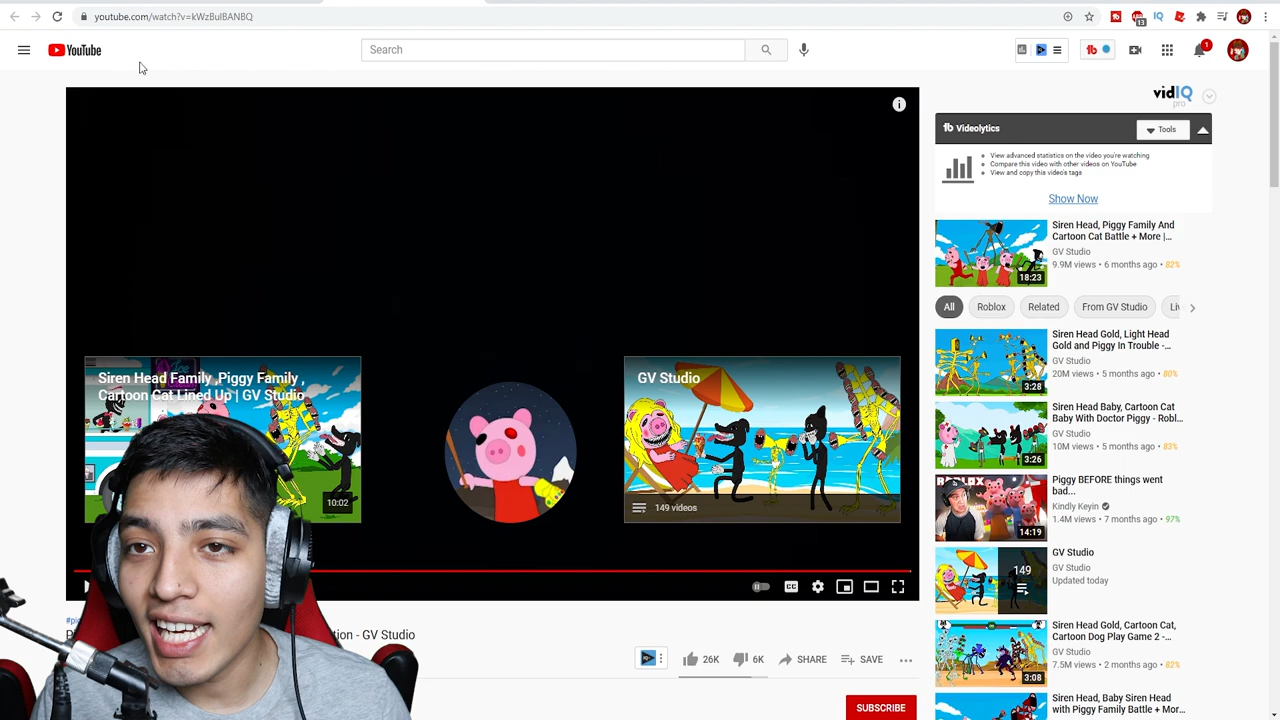 youtube.com/watch?v=kWzBulBANBQ
13
YouTube
Search
1
vidIQ
pro
Videolytics
Tools
View advanced statistics on the video you're watching
Compare this video with other videos on YouTube
View and copy this video's tags
Show Now
Siren Head Family ,Piggy Family ,
Cartoon Cat Lined Up | GV Studio
10:02
GV Studio
149 videos
Siren Head, Piggy Family And
Cartoon Cat Battle + More |...
GV Studio
9.9M views • 6 months ago • 82%
18:23
All
Roblox
Related
From GV Studio
Siren Head Gold, Light Head
Gold and Piggy In Trouble -...
GV Studio
20M views • 5 months ago • 80%
3:28
Siren Head Baby, Cartoon Cat
Baby With Doctor Piggy - Robl...
GV Studio
10M views • 5 months ago • 83%
3:26
Piggy BEFORE things went
bad...
Kindly Keyin
1.4M views • 7 months ago • 97%
14:19
GV Studio
GV Studio
Updated today
149
Siren Head Gold, Cartoon Cat,
Cartoon Dog Play Game 2 -...
GV Studio
7.5M views • 2 months ago • 82%
3:08
Siren Head, Baby Siren Head
with Piggy Family Battle + Mor...
CC
tion - GV Studio
26K
6K
SHARE
SAVE
SUBSCRIBE